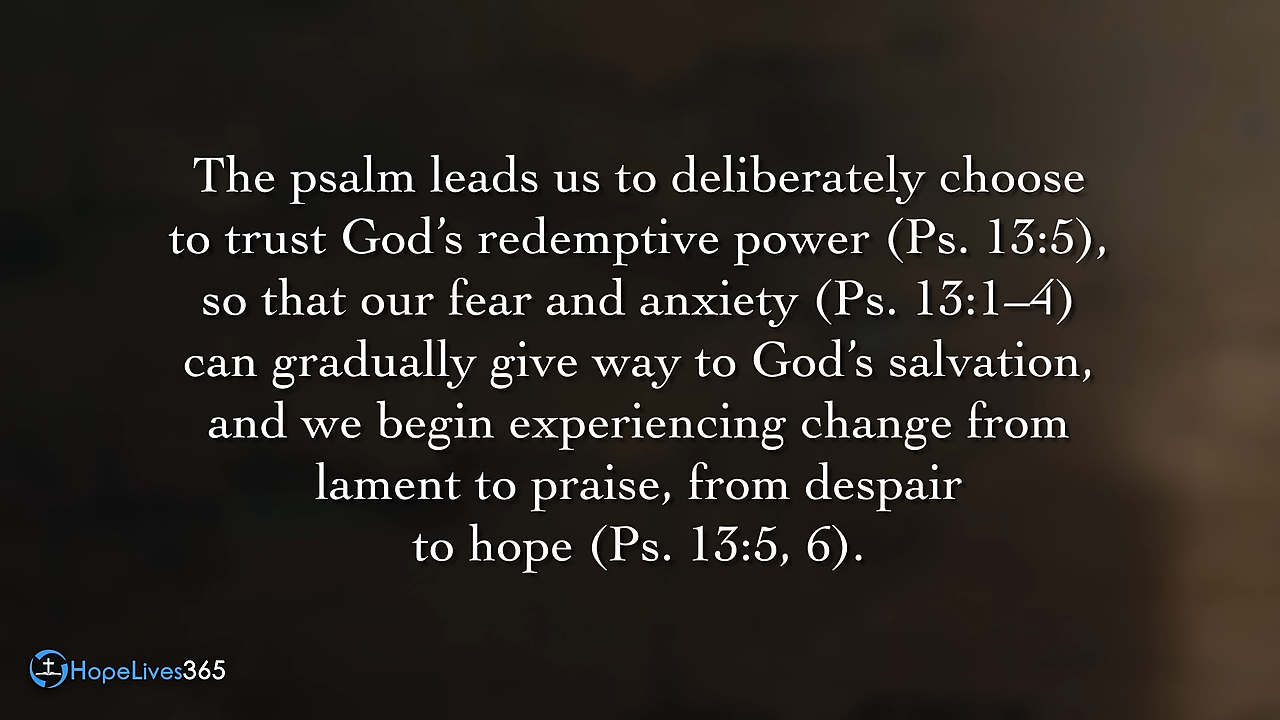 The psalm leads us to deliberately choose
to trust God’s redemptive power (Ps. 13:5),
so that our fear and anxiety (Ps. 13:1–4)
can gradually give way to God’s salvation,
and we begin experiencing change from
lament to praise, from despair
to hope (Ps. 13:5, 6).
HopeLives365